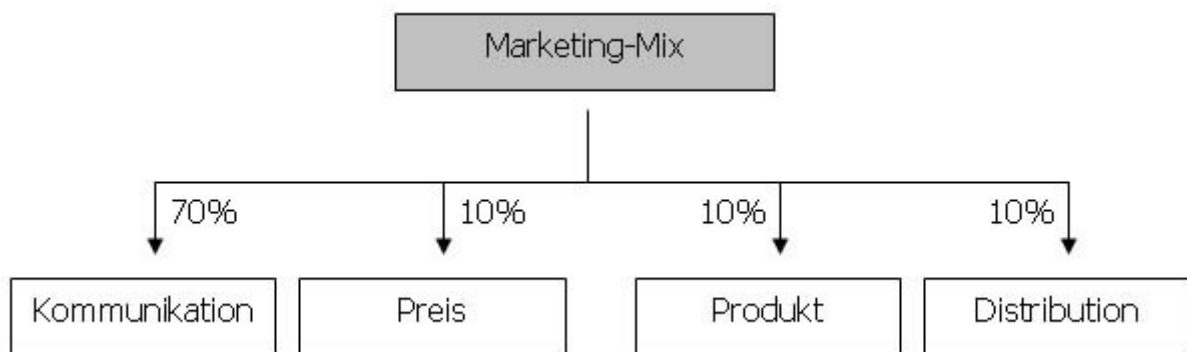 Marketing-Mix
70% 10% 10% 10%
Kommunikation Preis Produkt Distribution